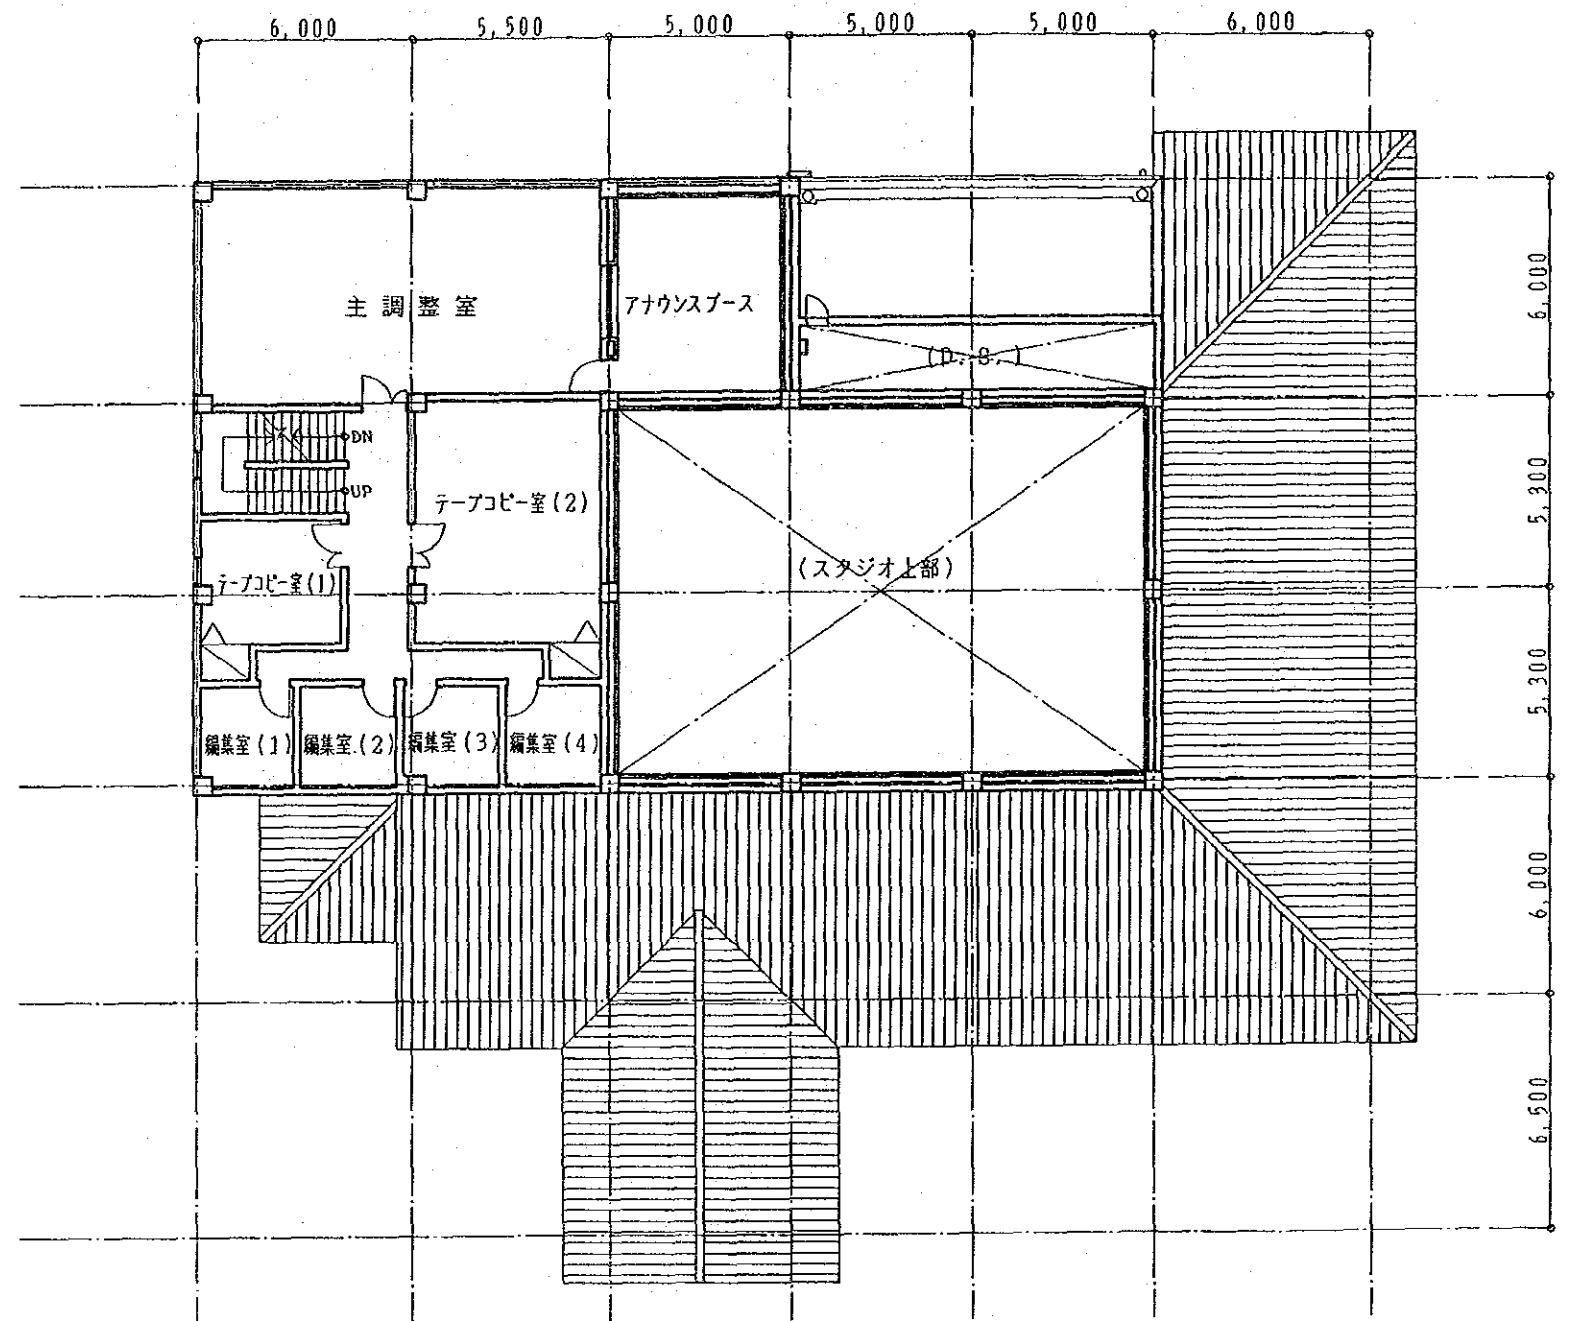 6,000 5,500 5,000 5,000 5,000 6,000
主調整室
アナウンスブース
(D.S.)
6,000
DN
UP
テープコピー室(2)
5,300
(スタジオ上部)
テープコピー室(1)
5,300
編集室(1) 編集室.(2) 編集室(3) 編集室(4)
6,000
6,500